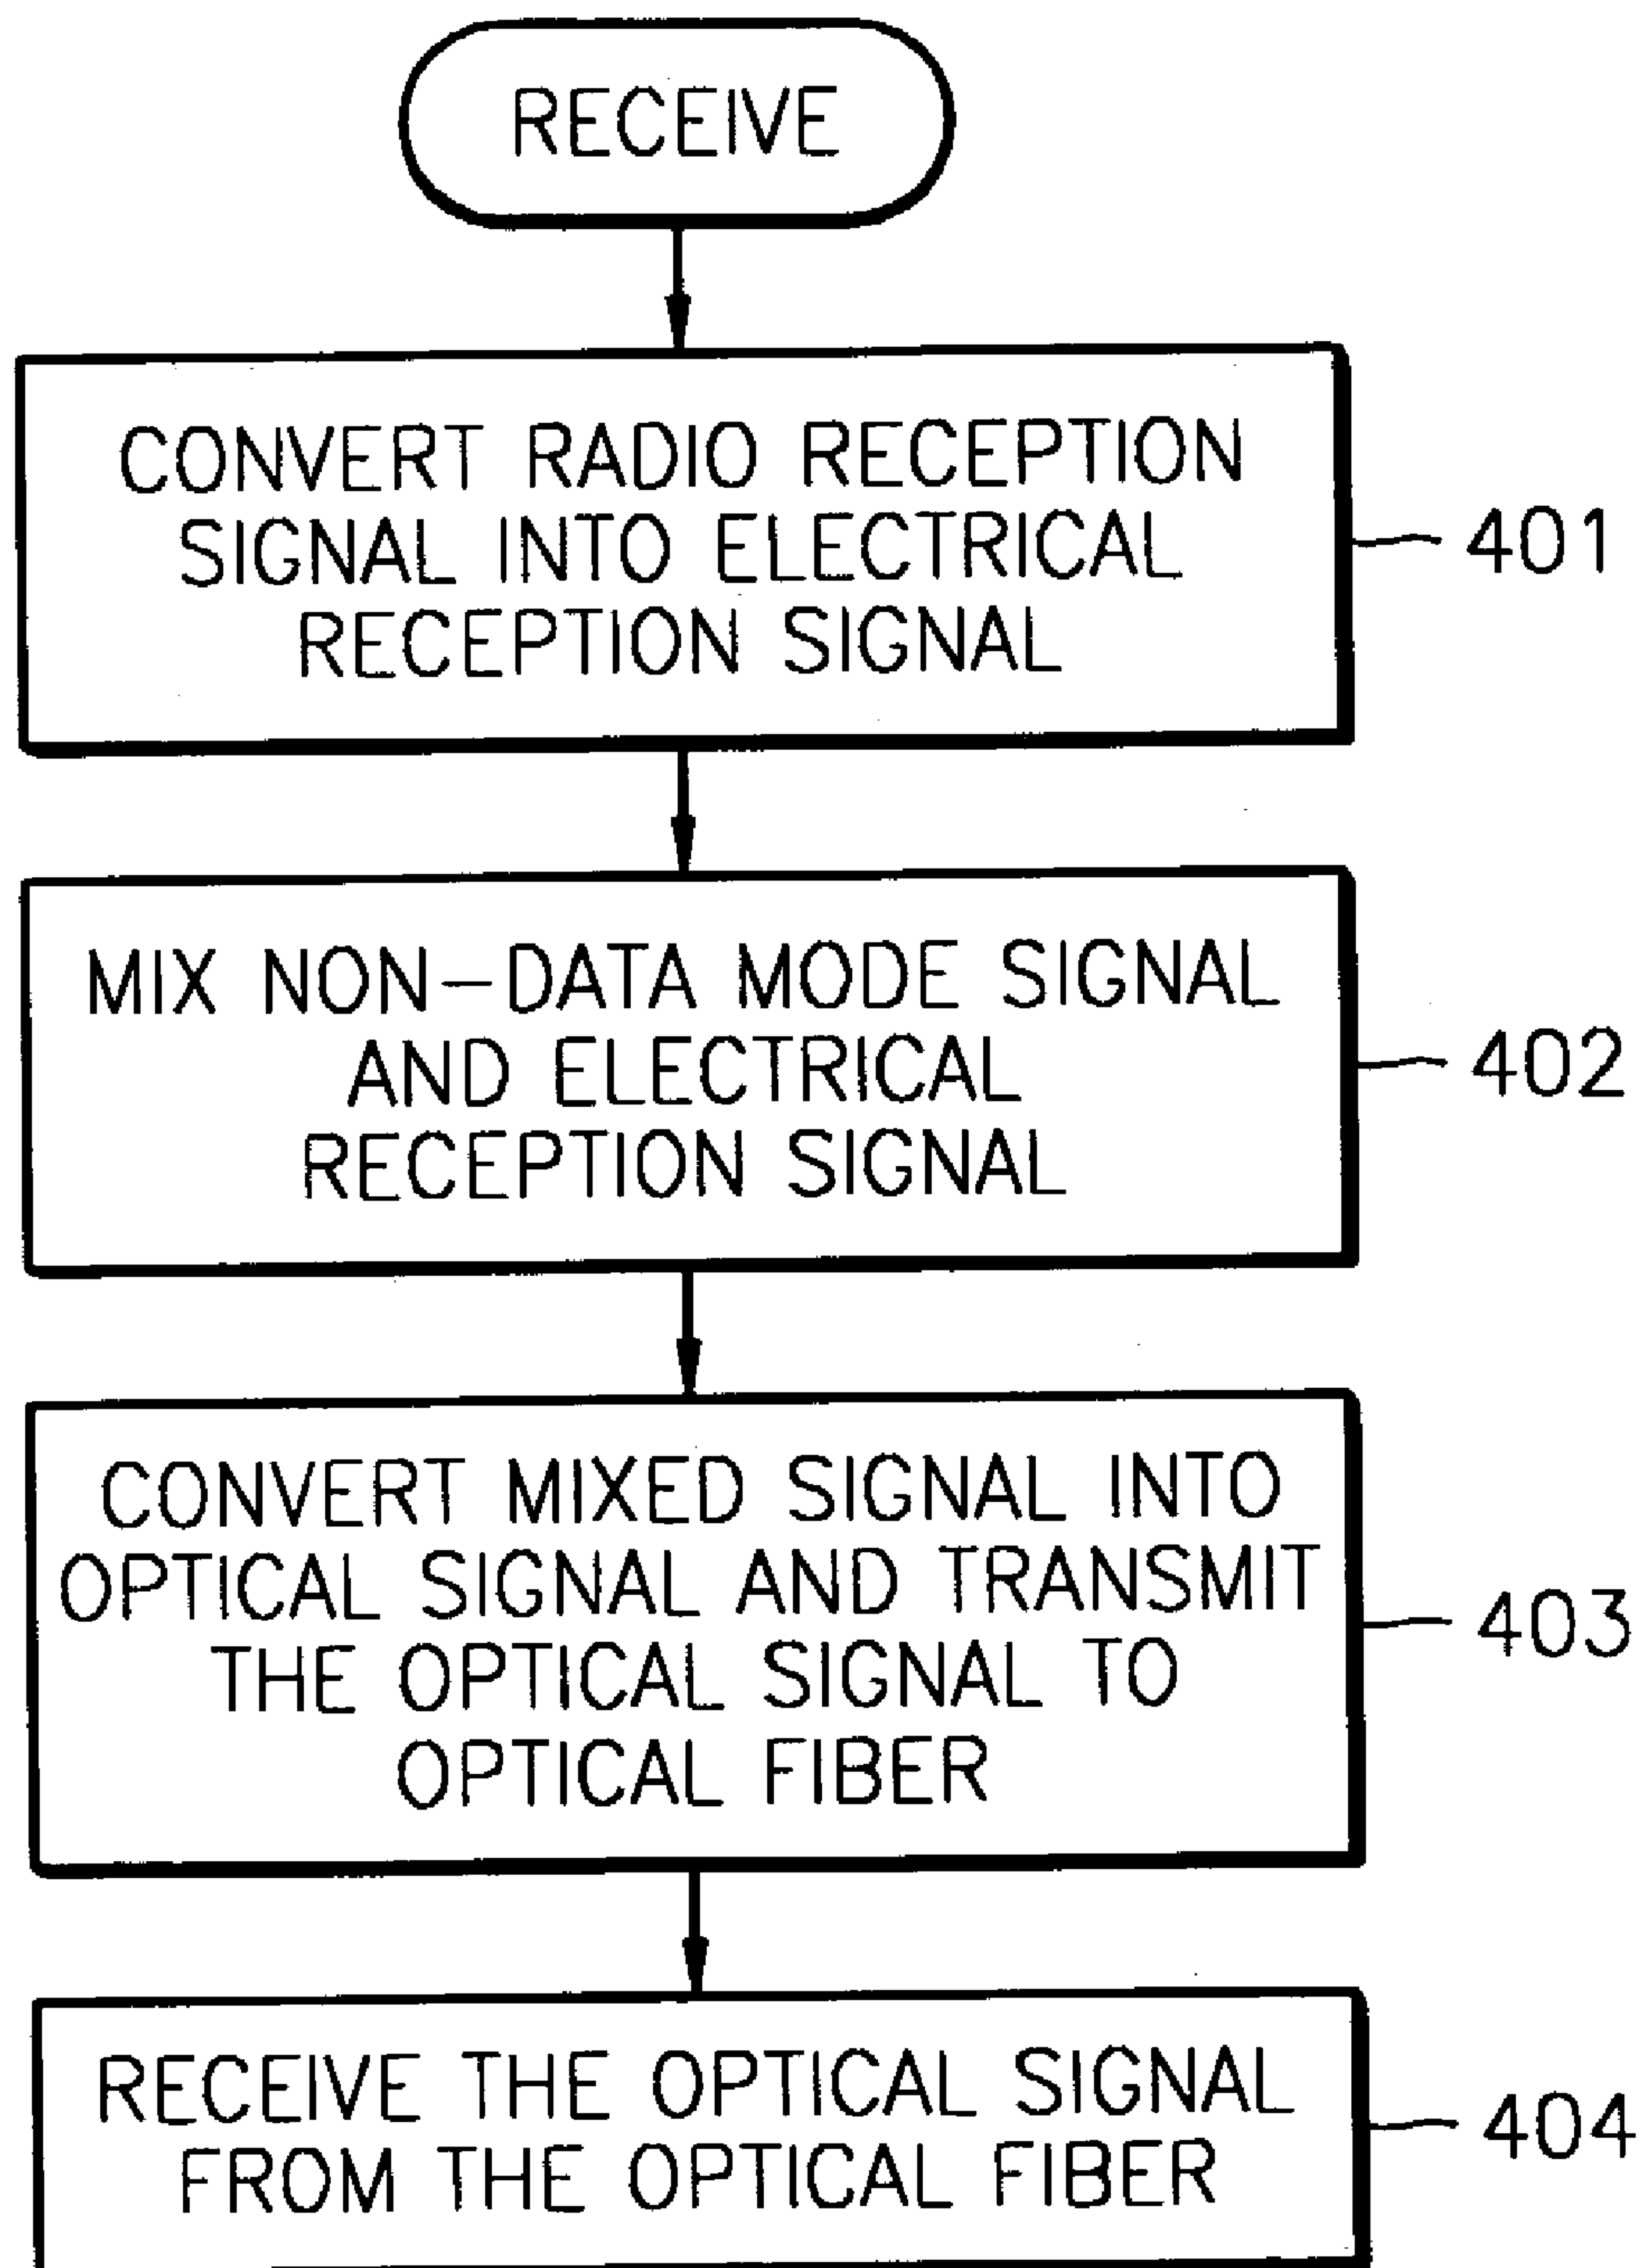 RECEIVE
CONVERT RADIO RECEPTION
SIGNAL INTO ELECTRICAL
RECEPTION SIGNAL
401
MIX NON-DATA MODE SIGNAL
AND ELECTRICAL
RECEPTION SIGNAL
402
CONVERT MIXED SIGNAL INTO
OPTICAL SIGNAL AND TRANSMIT
THE OPTICAL SIGNAL TO
OPTICAL FIBER
403
RECEIVE THE OPTICAL SIGNAL
FROM THE OPTICAL FIBER
404